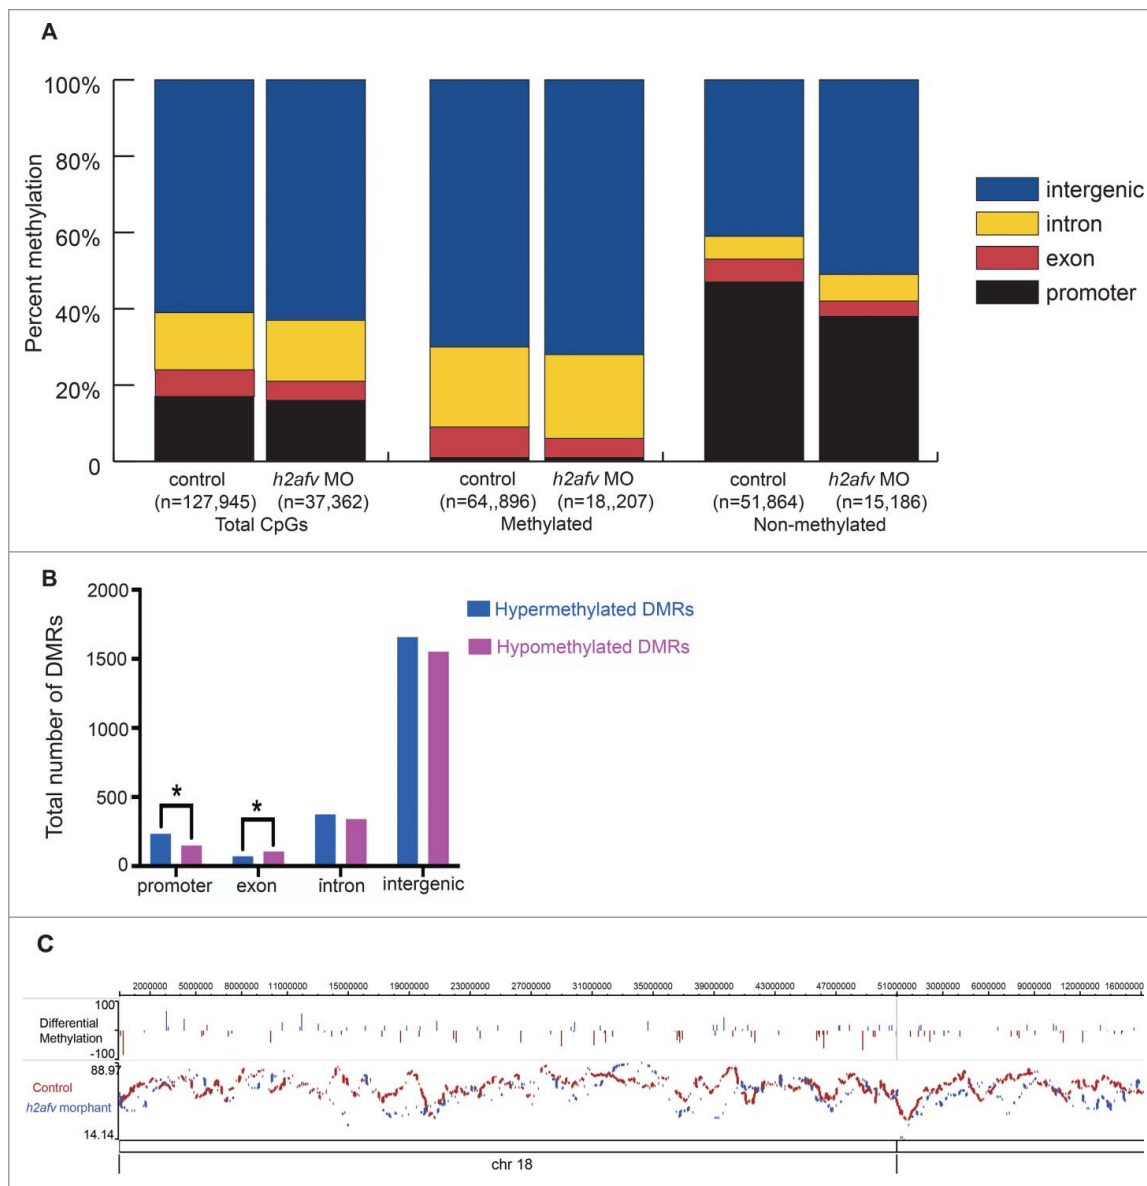 A
100%
80%
60%
40%
20%
0
Percent methylation
intergenic
intron
exon
promoter
control h2afv MO control h2afv MO control h2afv MO
(n=127,945) (n=37,362) (n=64,,896) (n=18,,207) (n=51,864) (n=15,186)
Total CpGs Methylated Non-methylated
B
2000
1500
1000
500
0
Total number of DMRs
Hypermethylated DMRs
Hypomethylated DMRs
* *
promoter exon intron intergenic
C
2000000 5000000 8000000 11000000 15000000 19000000 23000000 27000000 31000000 35000000 39000000 43000000 47000000 51000000 3000000 6000000 9000000 12000000 16000000
100
Differential
Methylation
-100
88.97
Control
h2afv morphant
14.14
chr 18